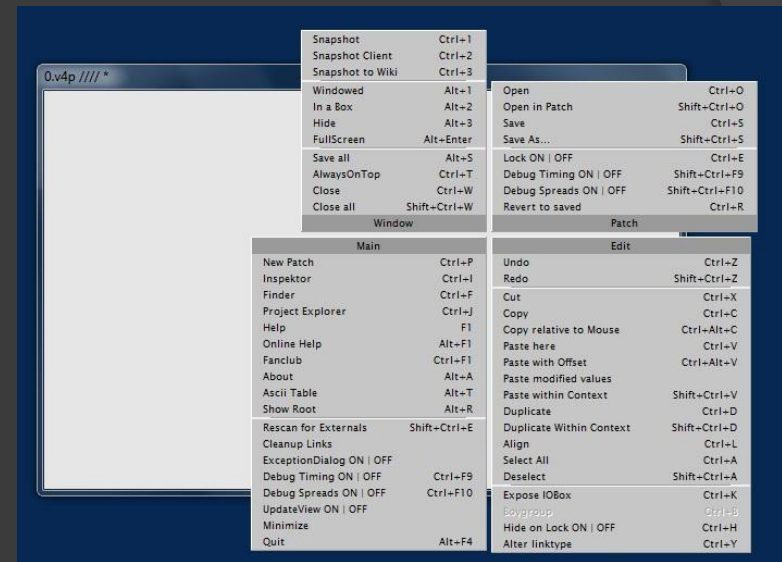 0.v4p //// *
Snapshot Ctrl+1
Snapshot Client Ctrl+2
Snapshot to Wiki Ctrl+3
Windowed Alt+1
In a Box Alt+2
Hide Alt+3
FullScreen Alt+Enter
Save all Alt+S
AlwaysOnTop Ctrl+T
Close Ctrl+W
Close all Shift+Ctrl+W
Window
Open Ctrl+O
Open in Patch Shift+Ctrl+O
Save Ctrl+S
Save As... Shift+Ctrl+S
Lock ON | OFF Ctrl+E
Debug Timing ON | OFF Shift+Ctrl+F9
Debug Spreads ON | OFF Shift+Ctrl+F10
Revert to saved Ctrl+R
Patch
Main
New Patch Ctrl+P
Inspektor Ctrl+I
Finder Ctrl+F
Project Explorer Ctrl+J
Help F1
Online Help Alt+F1
Fanclub Ctrl+F1
About Alt+A
Ascii Table Alt+T
Show Root Alt+R
Rescan for Externals Shift+Ctrl+E
Cleanup Links
ExceptionDialog ON | OFF
Debug Timing ON | OFF Ctrl+F9
Debug Spreads ON | OFF Ctrl+F10
UpdateView ON | OFF
Minimize
Quit Alt+F4
Edit
Undo Ctrl+Z
Redo Shift+Ctrl+Z
Cut Ctrl+X
Copy Ctrl+C
Copy relative to Mouse Ctrl+Alt+C
Paste here Ctrl+V
Paste with Offset Ctrl+Alt+V
Paste modified values
Paste within Context Shift+Ctrl+V
Duplicate Ctrl+D
Duplicate Within Context Shift+Ctrl+D
Align Ctrl+L
Select All Ctrl+A
Deselect Shift+Ctrl+A
Expose IOBox Ctrl+K
Boygroup Ctrl+B
Hide on Lock ON | OFF Ctrl+H
Alter linktype Ctrl+Y